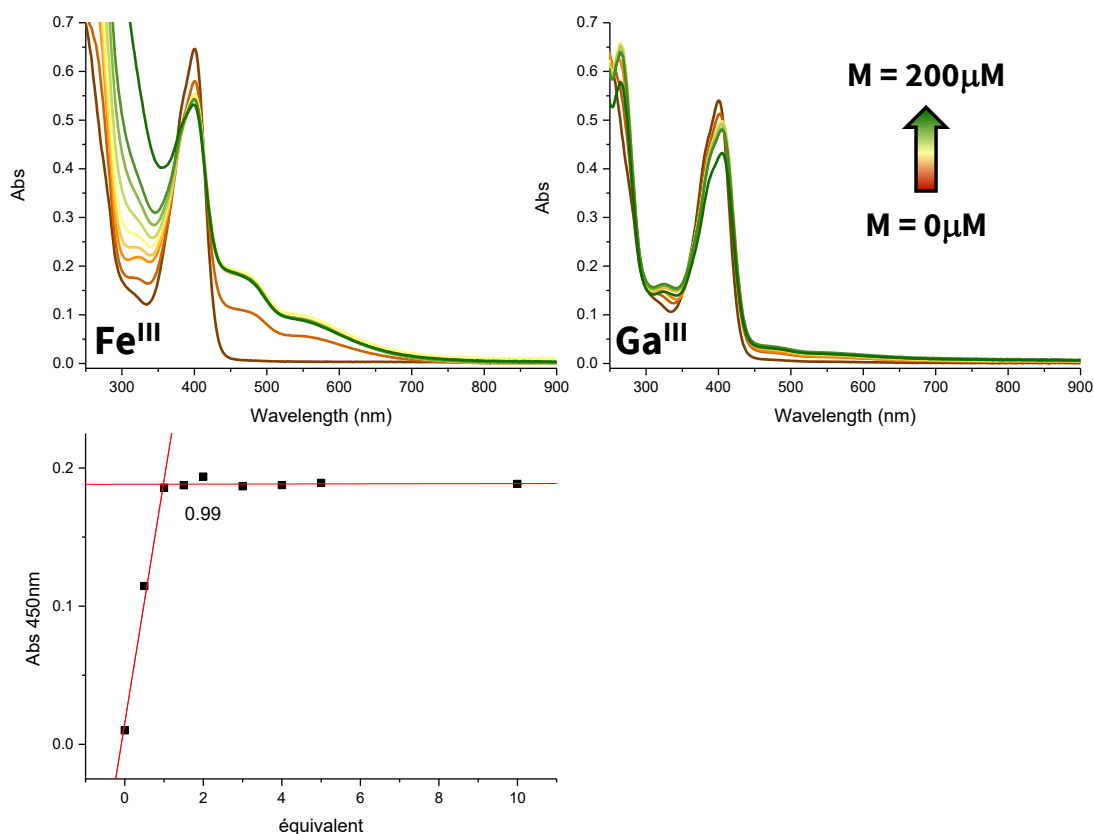 0.7
0.6
0.5
0.4
0.3
0.2
0.1
0.0
Abs
Fe^III
300 400 500 600 700 800 900
Wavelength (nm)
0.7
0.6
0.5
0.4
0.3
0.2
0.1
0.0
Abs
M = 200μM
M = 0μM
Ga^III
300 400 500 600 700 800 900
Wavelength (nm)
0.2
0.1
0.0
Abs 450nm
0.99
0 2 4 6 8 10
équivalent